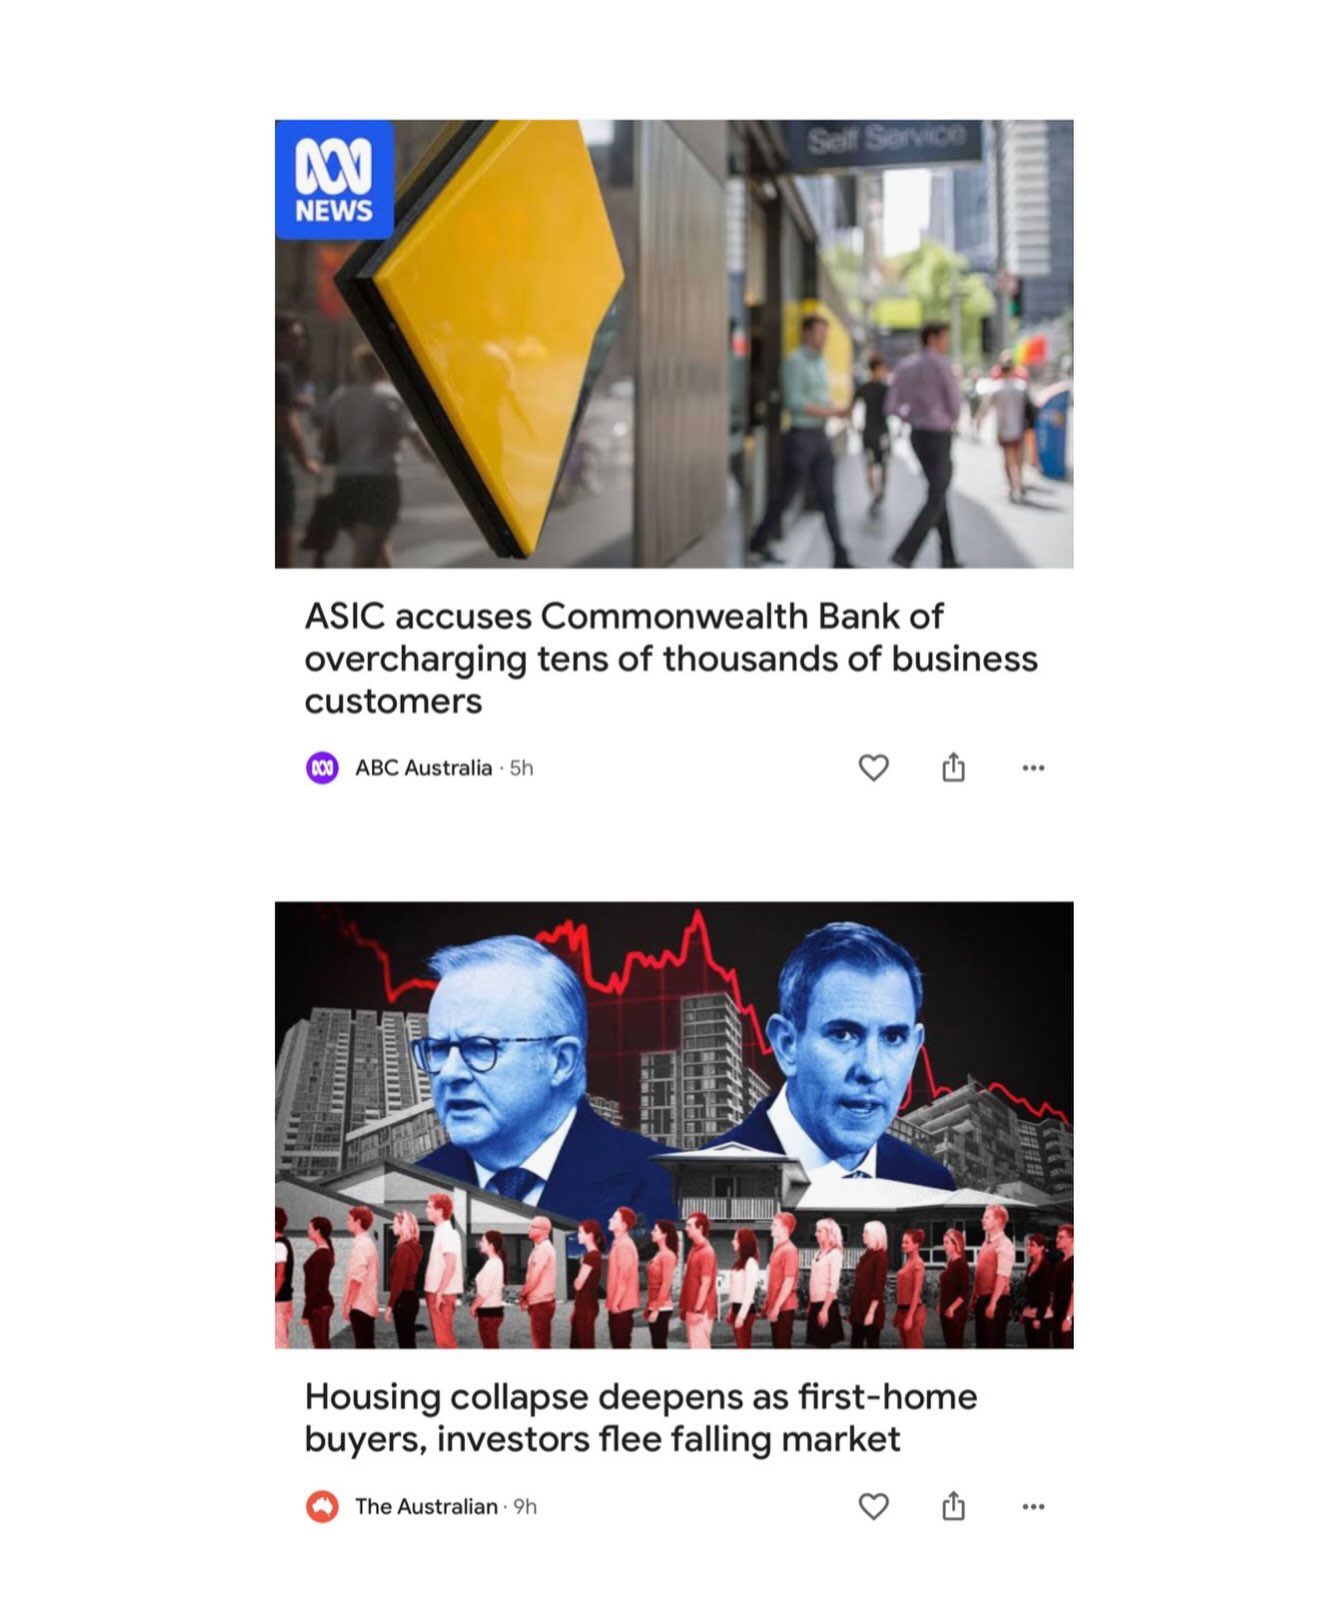 NEWS
Self Service
ASIC accuses Commonwealth Bank of
overcharging tens of thousands of business
customers
ABC Australia · 5h
Housing collapse deepens as first-home
buyers, investors flee falling market
The Australian · 9h